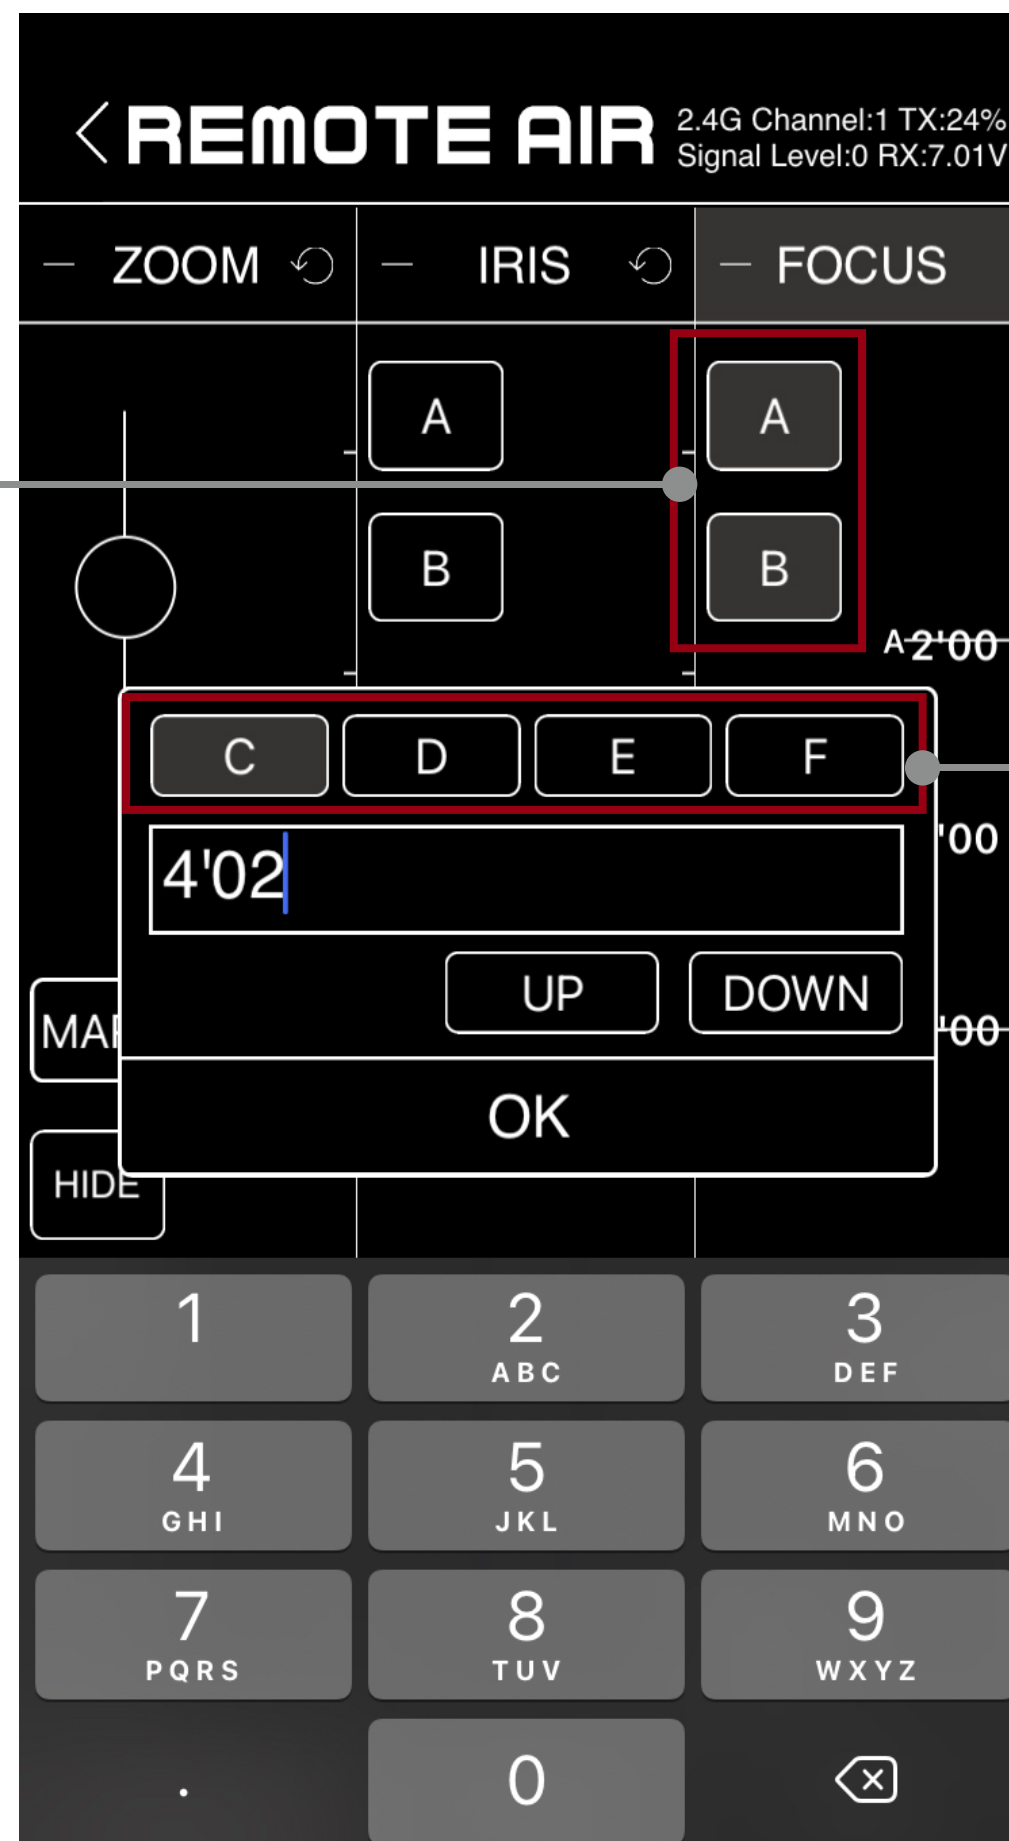 REMOTE AIR
2.4G Channel:1 TX:24%
Signal Level:0 RX:7.01V
ZOOM IRIS FOCUS
A A
B B
A 2'00
C D E F
4'02 '00
UP DOWN
'00
OK
HIDE
1 2 3
ABC DEF
4 5 6
GHI JKL MNO
7 8 9
PQRS TUV WXYZ
. 0